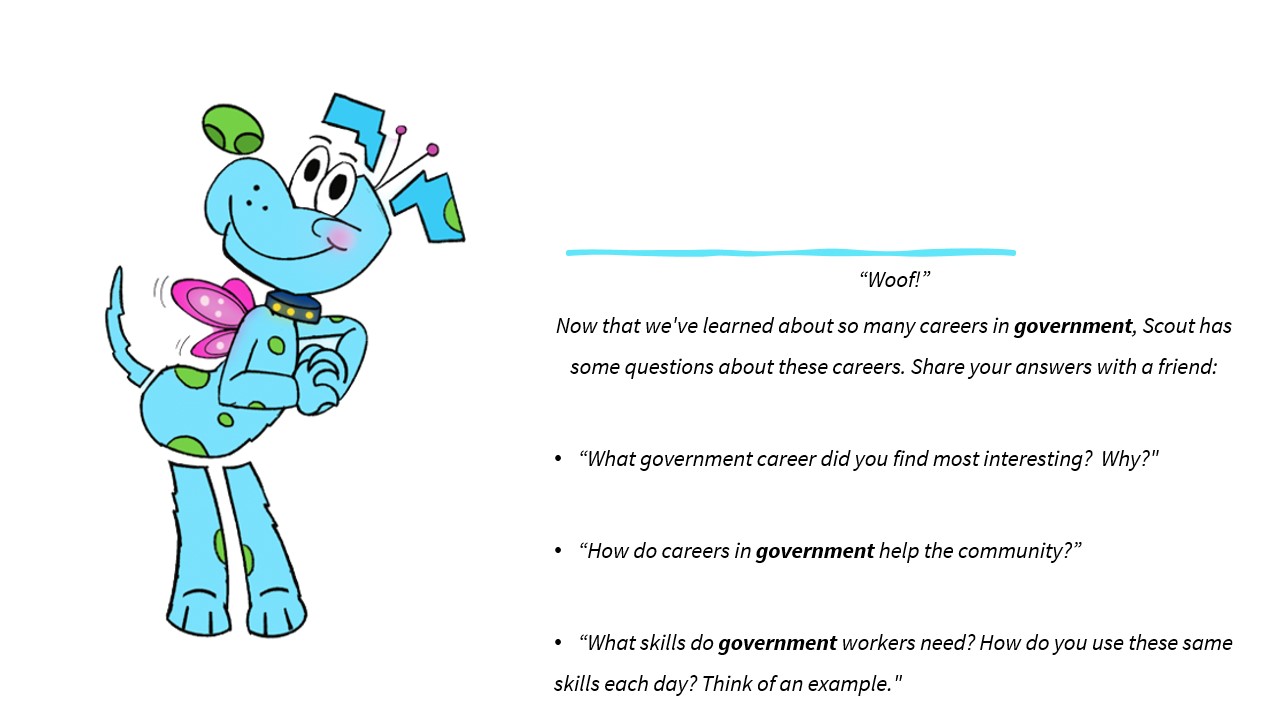 “Woof!”
Now that we've learned about so many careers in government, Scout has
some questions about these careers. Share your answers with a friend:
• “What government career did you find most interesting?  Why?"
• “How do careers in government help the community?”
• “What skills do government workers need? How do you use these same
skills each day? Think of an example."